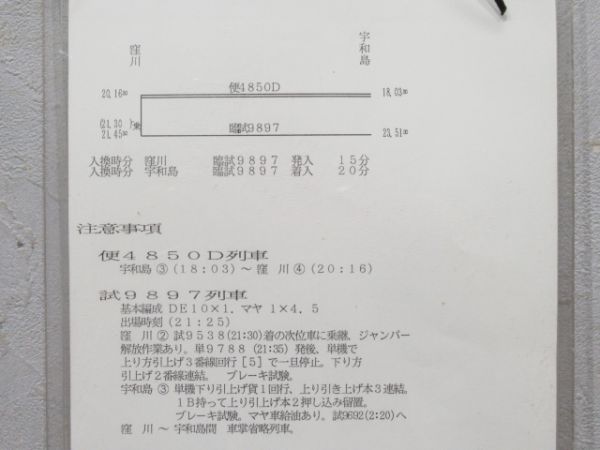 窪川 宇和島
便4850D
20.16³⁰ 18.03³⁰
(21.30)乗
臨試9897
21.45³⁰ 23.51³⁰
入換時分 窪川 臨試9897 発入 15分
入換時分 宇和島 臨試9897 着入 20分
注意事項
便4850D列車
宇和島 ③ (18:03) ～ 窪 川 ④ (20:16)
試9897列車
基本編成 DE10×1. マヤ 1×4.5
出場時刻 (21:25)
窪 川 ② 試9538(21:30)着の次位車に乗継、ジャンパー
解放作業あり。単9788 (21:35) 発後、単機で
上り方引上げ3番線回行［5］で一旦停止。下り方
引上げ2番線連結。 ブレーキ試験。
宇和島 ③ 単機下り引上げ貨1回行、上り引き上げ本3連結。
1B持って上り引上げ本2押し込み留置。
ブレーキ試験。マヤ車給油あり。試9692(2:20)へ
窪 川 ～ 宇和島間 車掌省略列車。